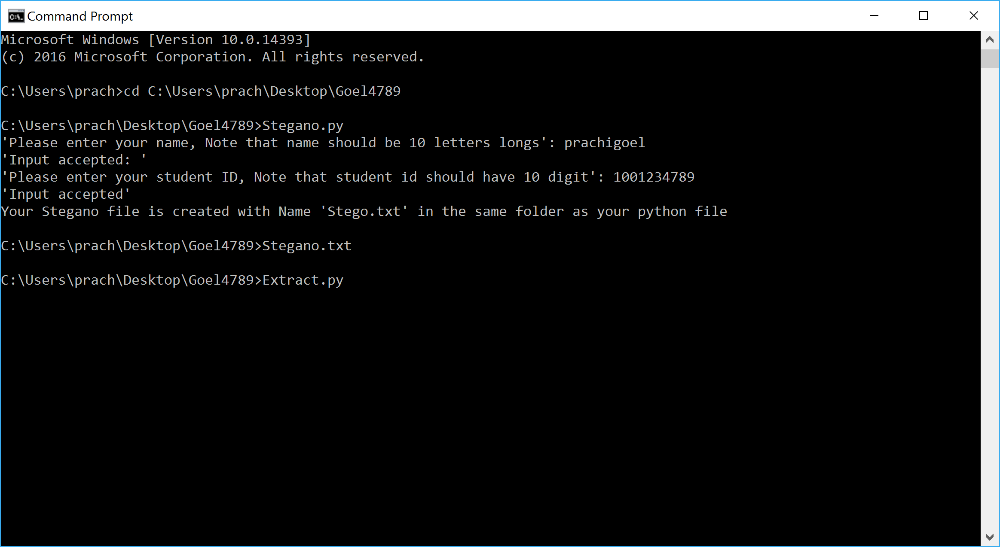 Command Prompt
Microsoft Windows [Version 10.0.14393]
(c) 2016 Microsoft Corporation. All rights reserved.
C:\Users\prach>cd C:\Users\prach\Desktop\Goel4789
C:\Users\prach\Desktop\Goel4789>Stegano.py
'Please enter your name, Note that name should be 10 letters longs': prachigoel
'Input accepted: '
'Please enter your student ID, Note that student id should have 10 digit': 1001234789
'Input accepted'
Your Stegano file is created with Name 'Stego.txt' in the same folder as your python file
C:\Users\prach\Desktop\Goel4789>Stegano.txt
C:\Users\prach\Desktop\Goel4789>Extract.py